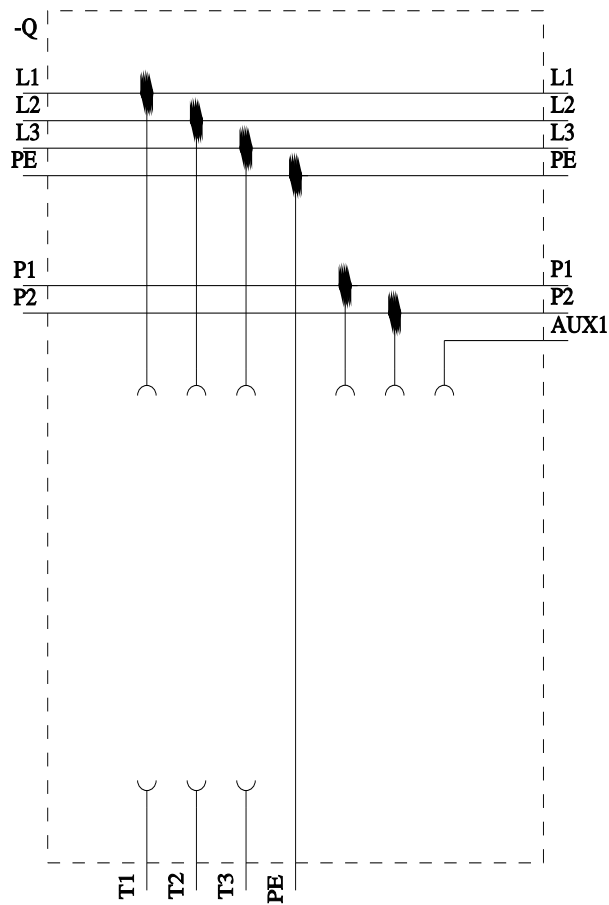 -Q
L1 L1
L2 L2
L3 L3
PE PE
P1 P1
P2 P2
AUX1
T1 T2 T3 PE